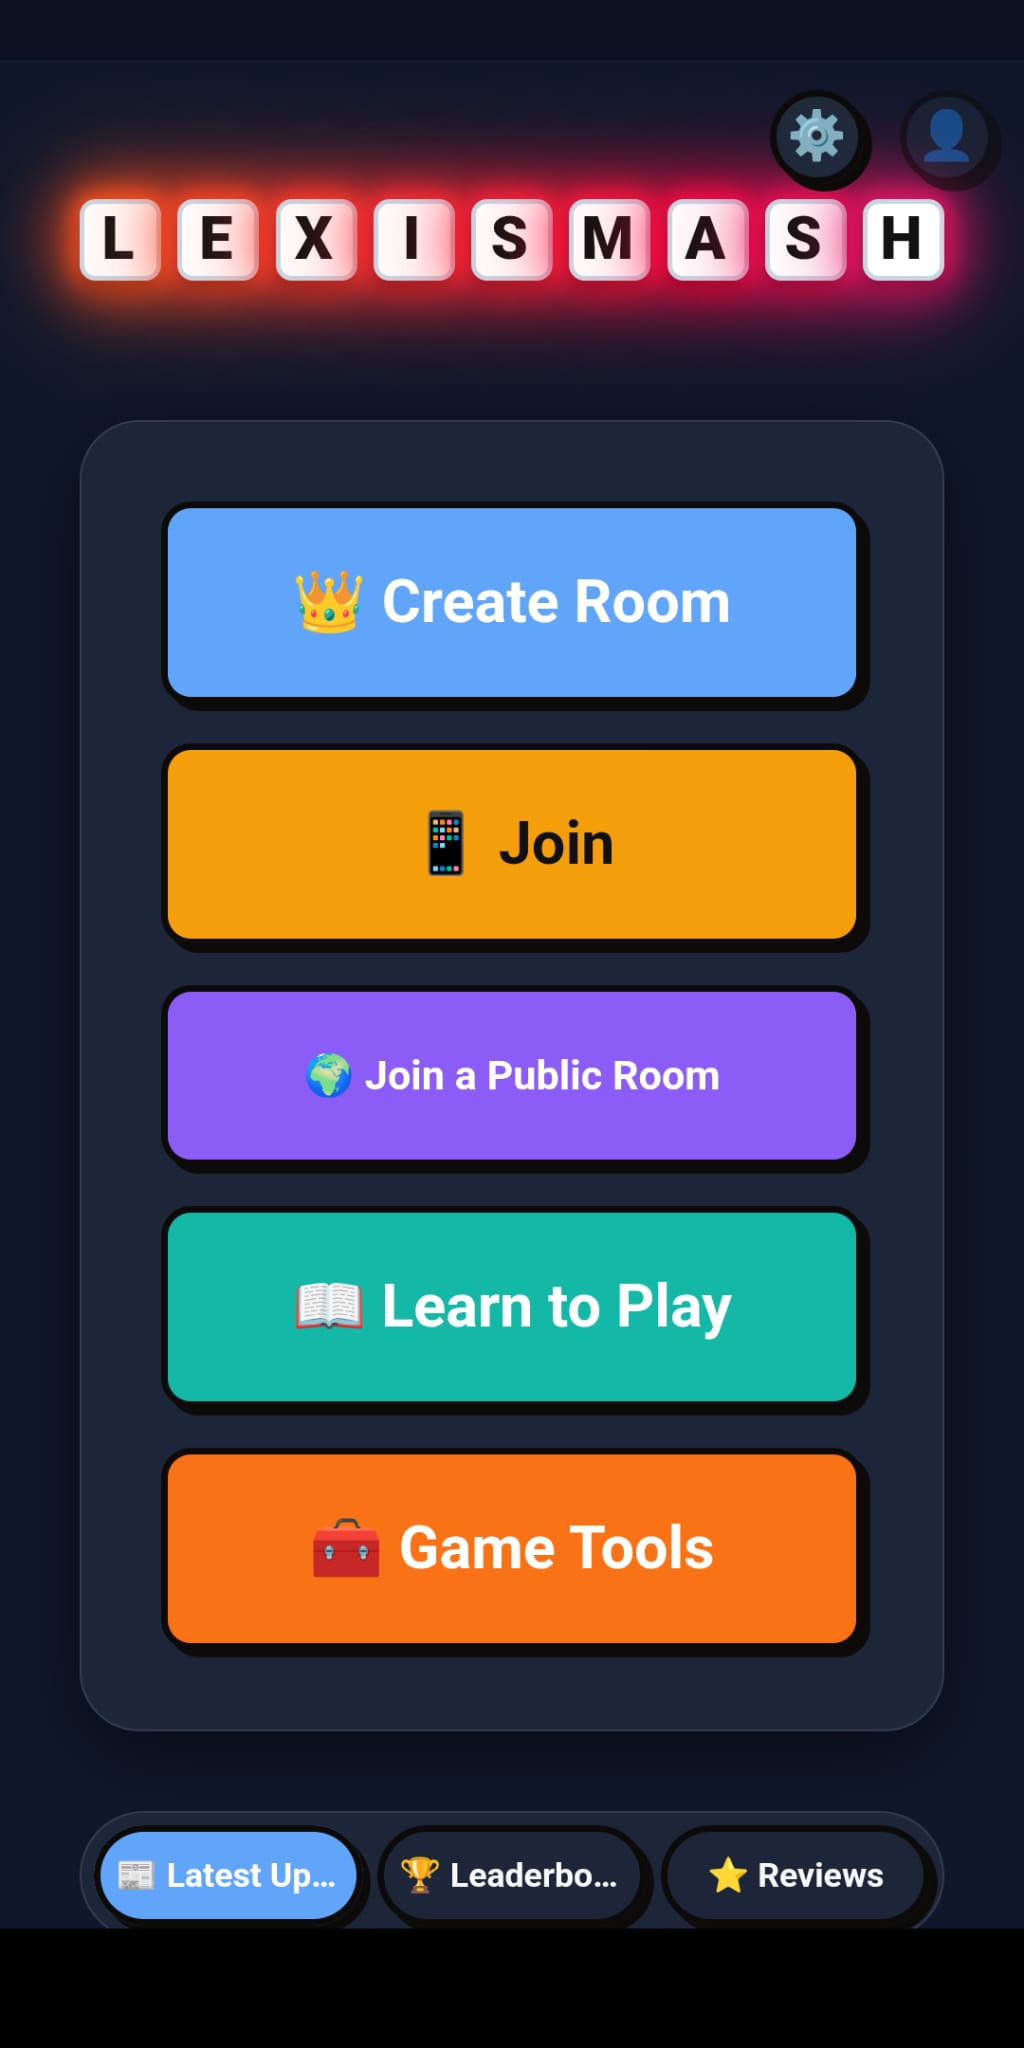 LEXISMASH
Create Room
Join
Join a Public Room
Learn to Play
Game Tools
Latest Up...
Leaderbo...
Reviews